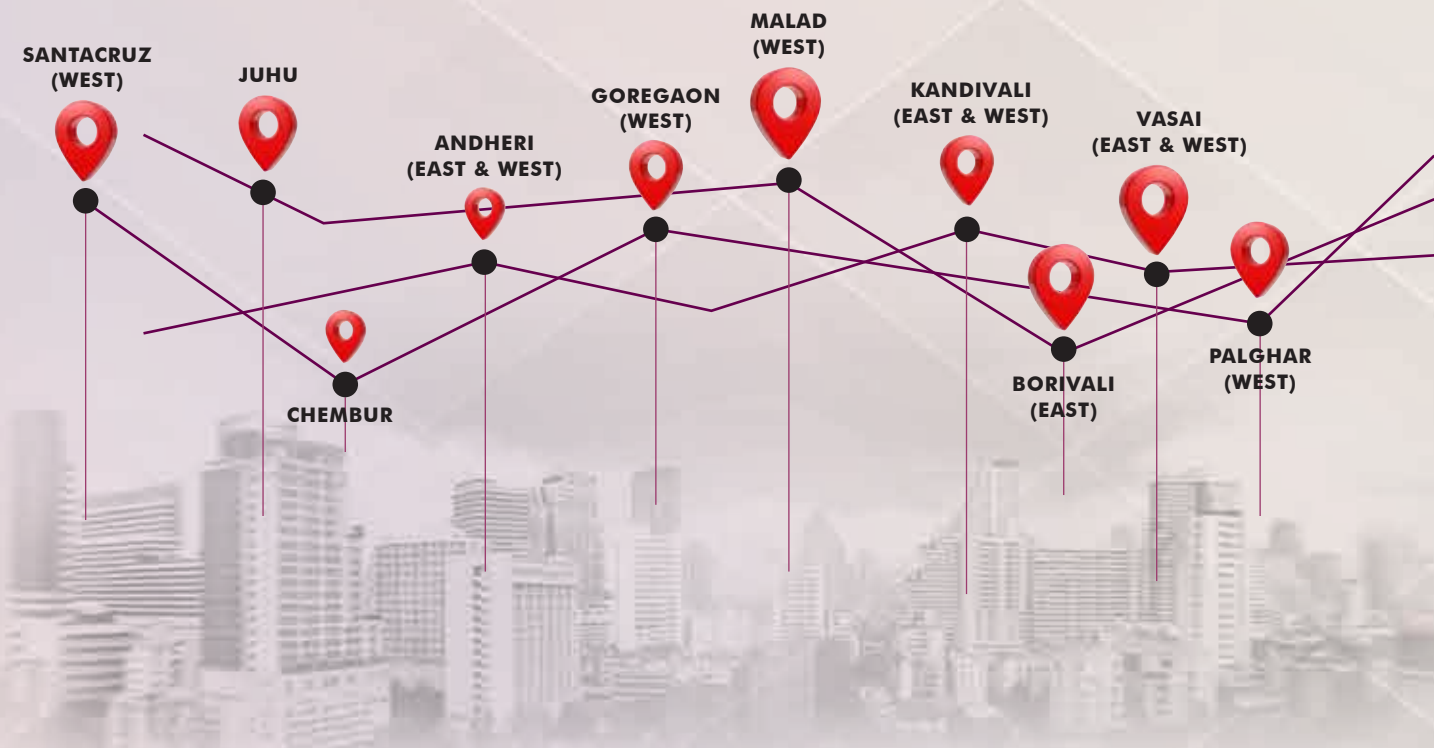 SANTACRUZ
(WEST)
JUHU
CHEMBUR
ANDHERI
(EAST & WEST)
GOREGAON
(WEST)
MALAD
(WEST)
KANDIVALI
(EAST & WEST)
BORIVALI
(EAST)
VASAI
(EAST & WEST)
PALGHAR
(WEST)